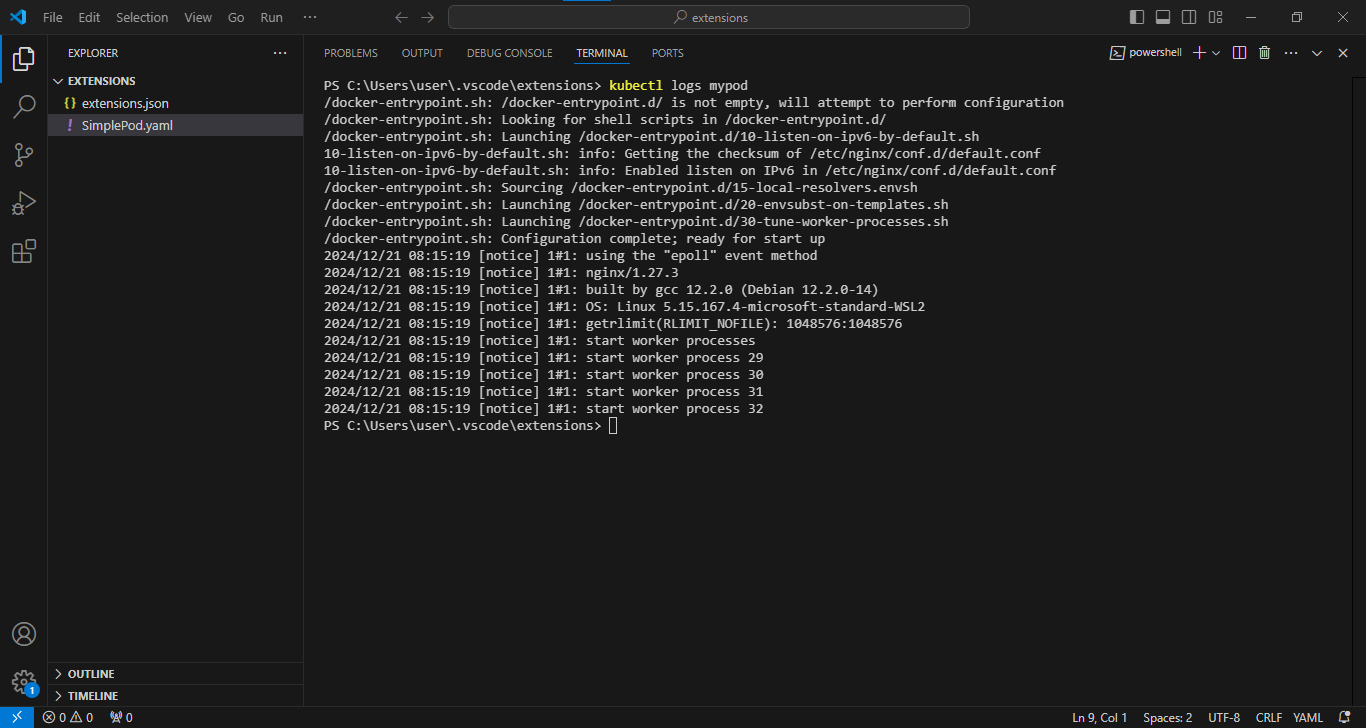 File Edit Selection View Go Run ··· extensions
EXPLORER ···
EXTENSIONS
{} extensions.json
! SimplePod.yaml
OUTLINE
TIMELINE
PROBLEMS OUTPUT DEBUG CONSOLE TERMINAL PORTS powershell
PS C:\Users\user\.vscode\extensions> kubectl logs mypod
/docker-entrypoint.sh: /docker-entrypoint.d/ is not empty, will attempt to perform configuration
/docker-entrypoint.sh: Looking for shell scripts in /docker-entrypoint.d/
/docker-entrypoint.sh: Launching /docker-entrypoint.d/10-listen-on-ipv6-by-default.sh
10-listen-on-ipv6-by-default.sh: info: Getting the checksum of /etc/nginx/conf.d/default.conf
10-listen-on-ipv6-by-default.sh: info: Enabled listen on IPv6 in /etc/nginx/conf.d/default.conf
/docker-entrypoint.sh: Sourcing /docker-entrypoint.d/15-local-resolvers.envsh
/docker-entrypoint.sh: Launching /docker-entrypoint.d/20-envsubst-on-templates.sh
/docker-entrypoint.sh: Launching /docker-entrypoint.d/30-tune-worker-processes.sh
/docker-entrypoint.sh: Configuration complete; ready for start up
2024/12/21 08:15:19 [notice] 1#1: using the "epoll" event method
2024/12/21 08:15:19 [notice] 1#1: nginx/1.27.3
2024/12/21 08:15:19 [notice] 1#1: built by gcc 12.2.0 (Debian 12.2.0-14)
2024/12/21 08:15:19 [notice] 1#1: OS: Linux 5.15.167.4-microsoft-standard-WSL2
2024/12/21 08:15:19 [notice] 1#1: getrlimit(RLIMIT_NOFILE): 1048576:1048576
2024/12/21 08:15:19 [notice] 1#1: start worker processes
2024/12/21 08:15:19 [notice] 1#1: start worker process 29
2024/12/21 08:15:19 [notice] 1#1: start worker process 30
2024/12/21 08:15:19 [notice] 1#1: start worker process 31
2024/12/21 08:15:19 [notice] 1#1: start worker process 32
PS C:\Users\user\.vscode\extensions>
1
0 0 0 Ln 9, Col 1 Spaces: 2 UTF-8 CRLF YAML